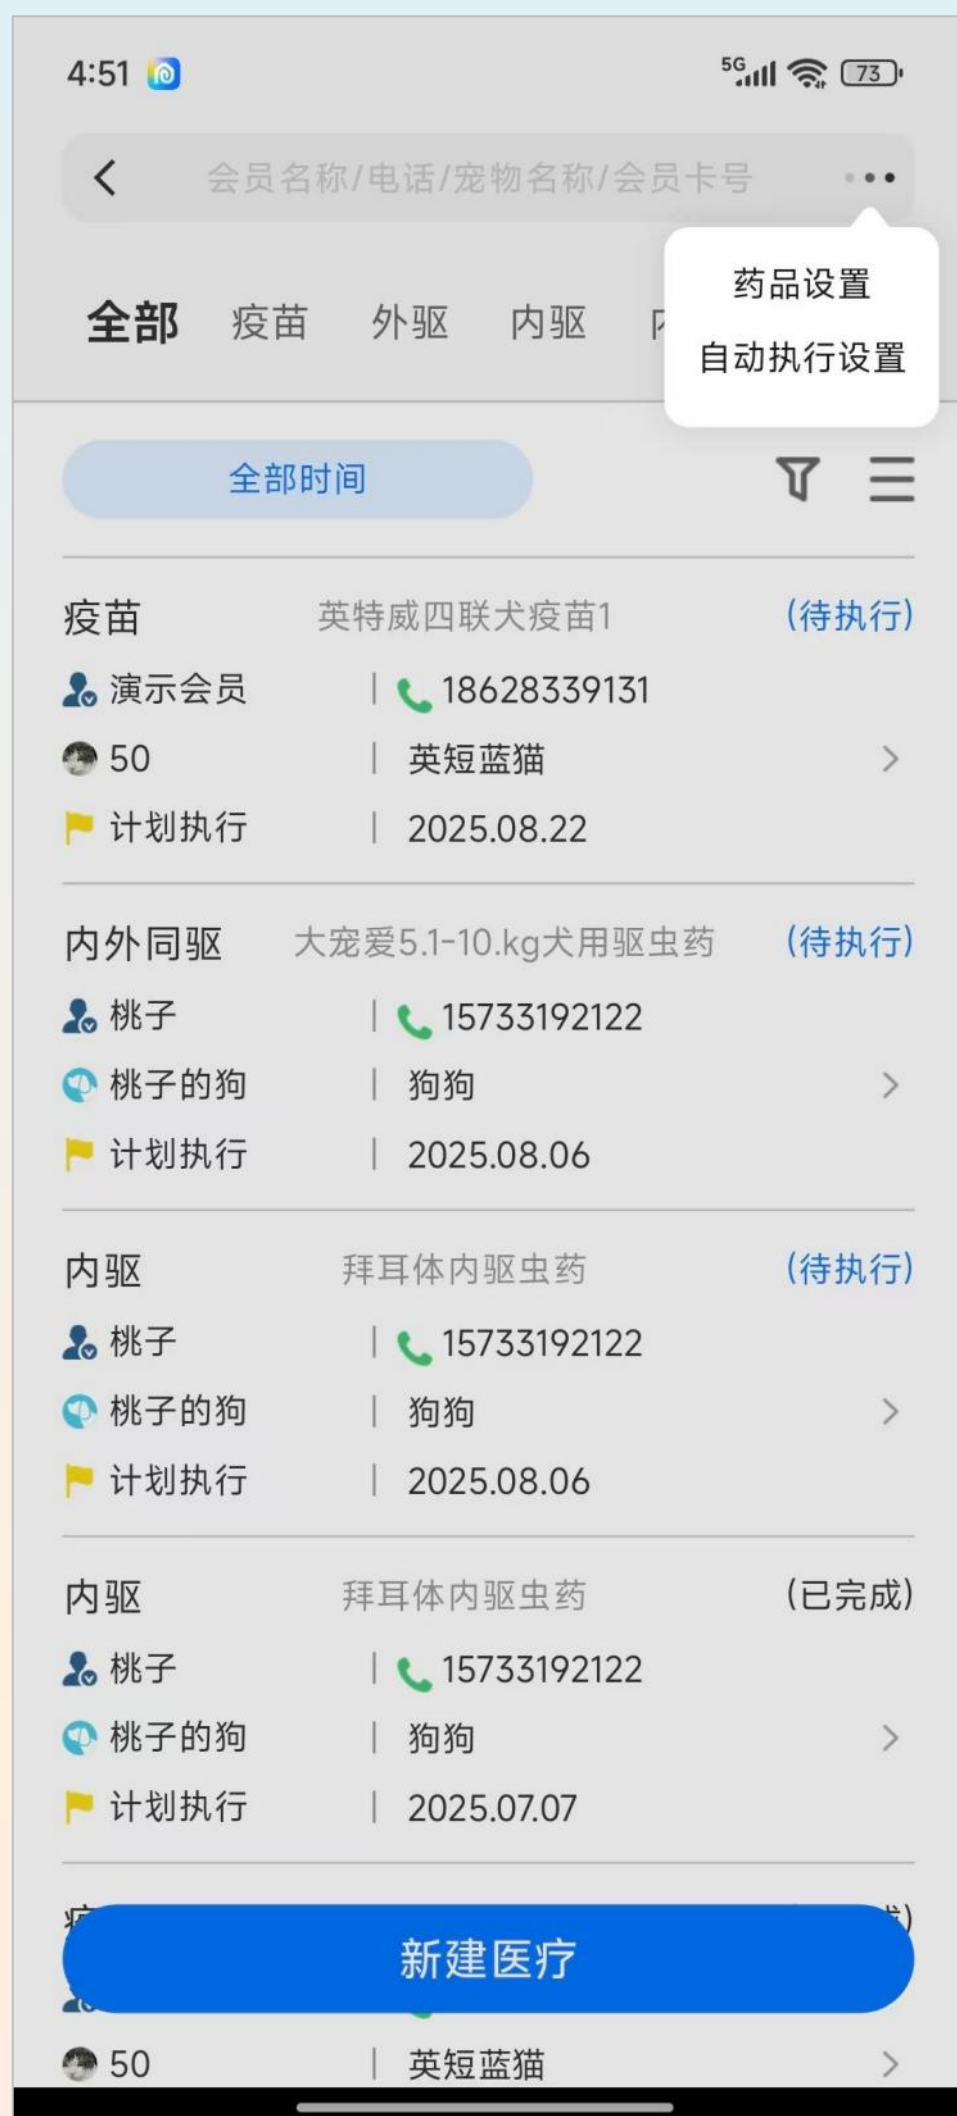 4:51 5G 73
会员名称/电话/宠物名称/会员卡号
药品设置
自动执行设置
全部 疫苗 外驱 内驱
全部时间
疫苗 英特威四联犬疫苗1 (待执行)
演示会员 | 18628339131
50 | 英短蓝猫
计划执行 | 2025.08.22
内外同驱 大宠爱5.1-10.kg犬用驱虫药 (待执行)
桃子 | 15733192122
桃子的狗 | 狗狗
计划执行 | 2025.08.06
内驱 拜耳体内驱虫药 (待执行)
桃子 | 15733192122
桃子的狗 | 狗狗
计划执行 | 2025.08.06
内驱 拜耳体内驱虫药 (已完成)
桃子 | 15733192122
桃子的狗 | 狗狗
计划执行 | 2025.07.07
新建医疗
50 | 英短蓝猫